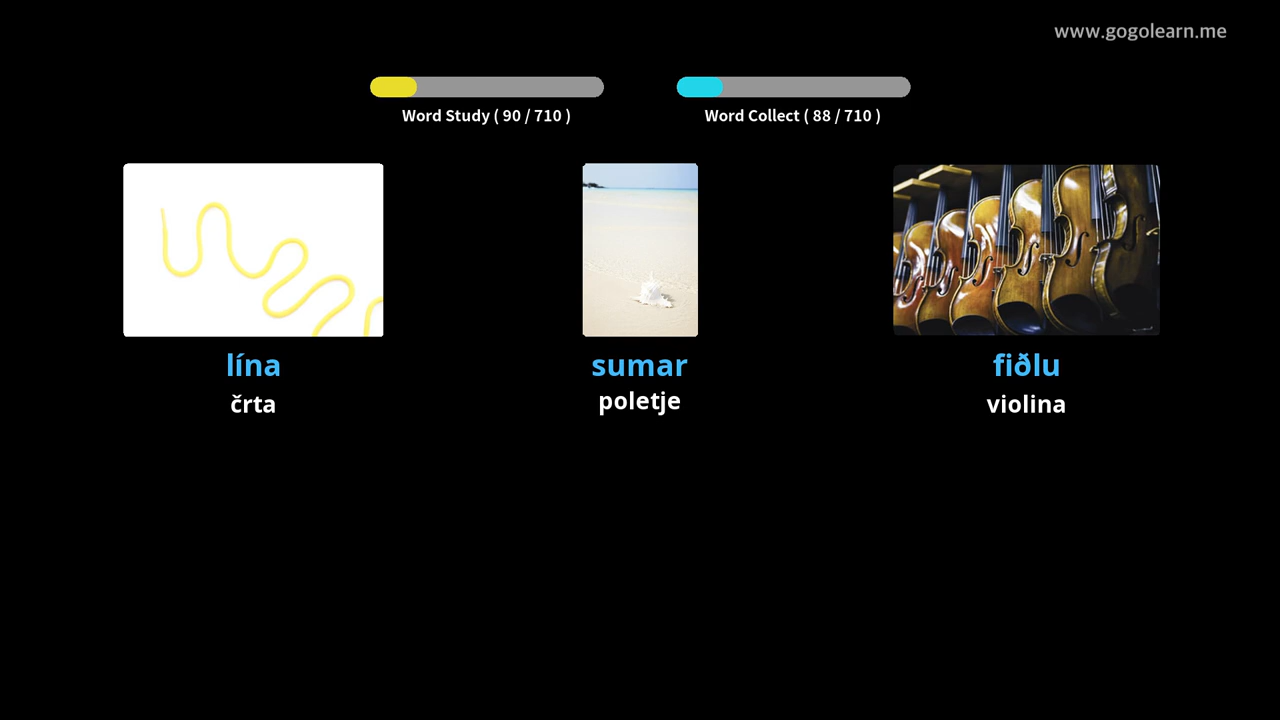 www.gogolearn.me
Word Study ( 90 / 710 )
Word Collect ( 88 / 710 )
lína
črta
sumar
poletje
fiðlu
violina